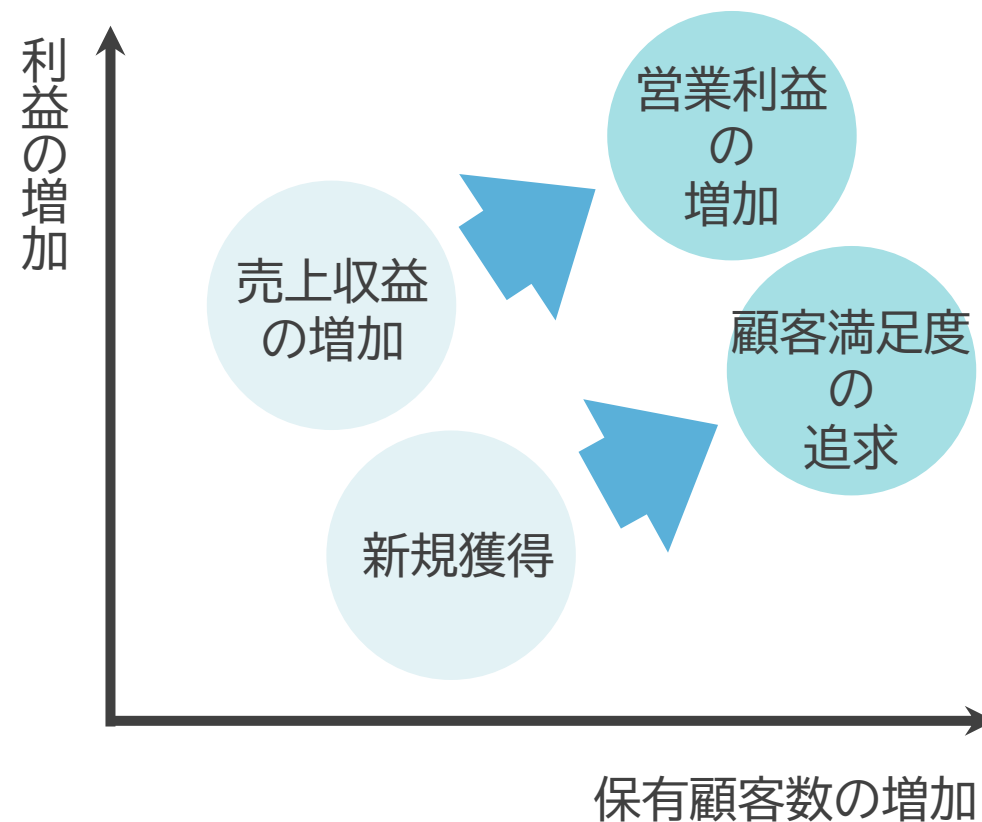 利益の増加
営業利益
の
増加
売上収益
の増加
顧客満足度
の
追求
新規獲得
保有顧客数の増加